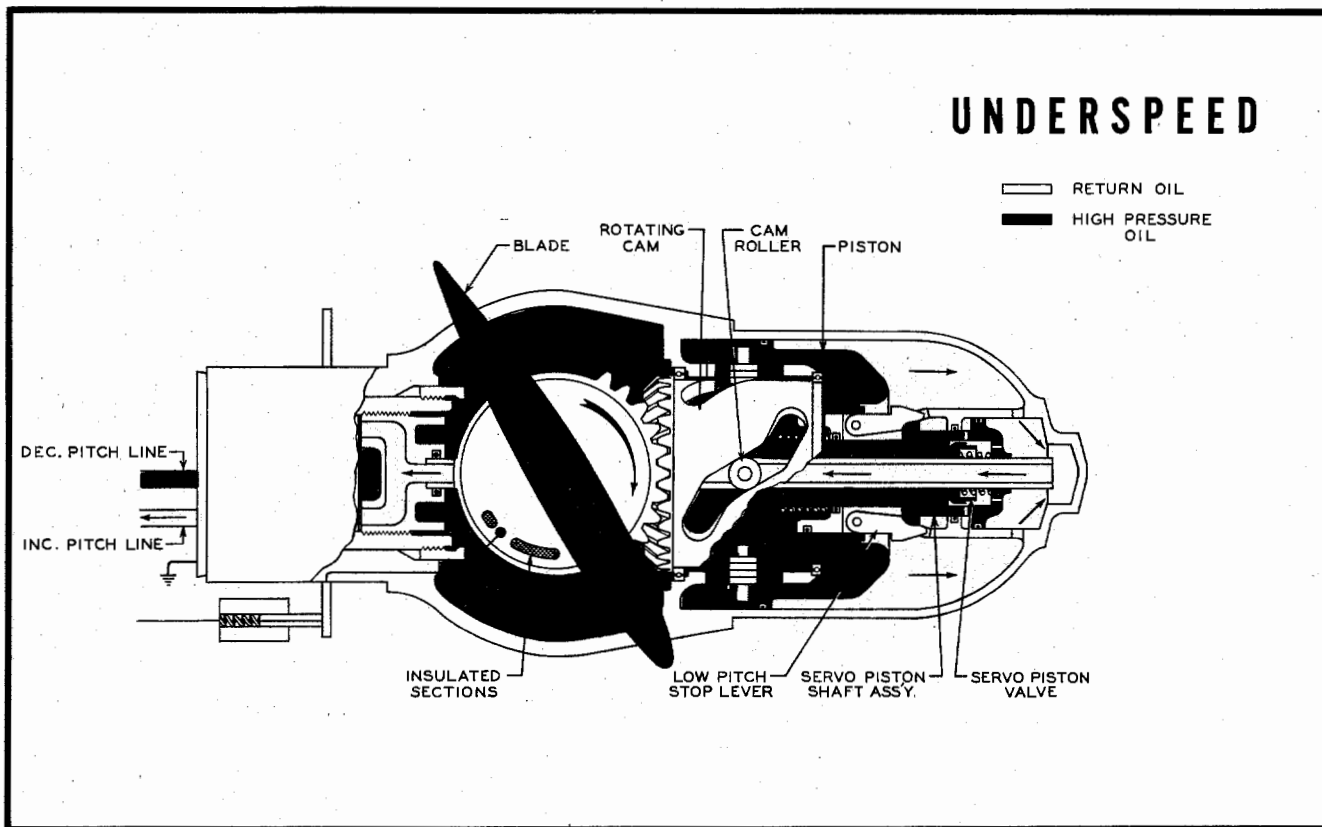 UNDERSPEED
RETURN OIL
HIGH PRESSURE
OIL
BLADE
ROTATING
CAM
CAM
ROLLER
PISTON
DEC. PITCH LINE
INC. PITCH LINE
INSULATED
SECTIONS
LOW PITCH
STOP LEVER
SERVO PISTON
SHAFT ASS'Y.
SERVO PISTON
VALVE